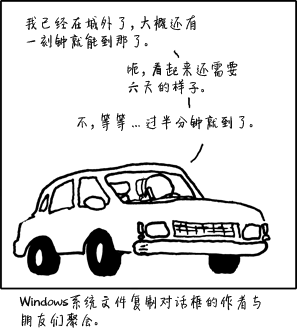 我已经在城外了，大概还有
一刻钟就能到那了。
呃，看起来还需要
六天的样子。
不，等等...过半分钟就到了。
Windows系统文件复制对话框的作者与
朋友们聚会。